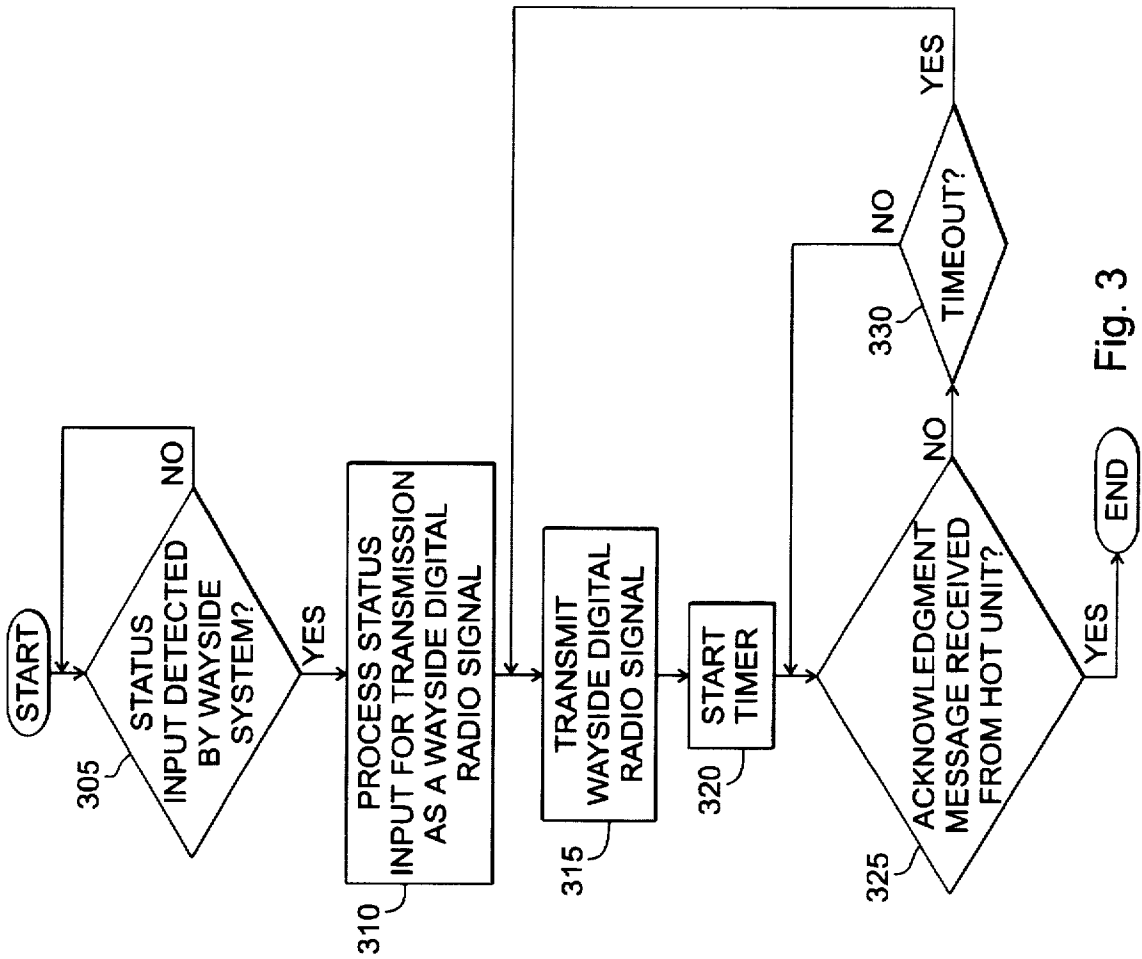 START
STATUS
INPUT DETECTED
BY WAYSIDE
SYSTEM?
305
NO
YES
PROCESS STATUS
INPUT FOR TRANSMISSION
AS A WAYSIDE DIGITAL
RADIO SIGNAL
310
TRANSMIT
WAYSIDE DIGITAL
RADIO SIGNAL
315
START
TIMER
320
ACKNOWLEDGMENT
MESSAGE RECEIVED
FROM HOT UNIT?
325
NO
YES
TIMEOUT?
330
NO
YES
END
Fig. 3